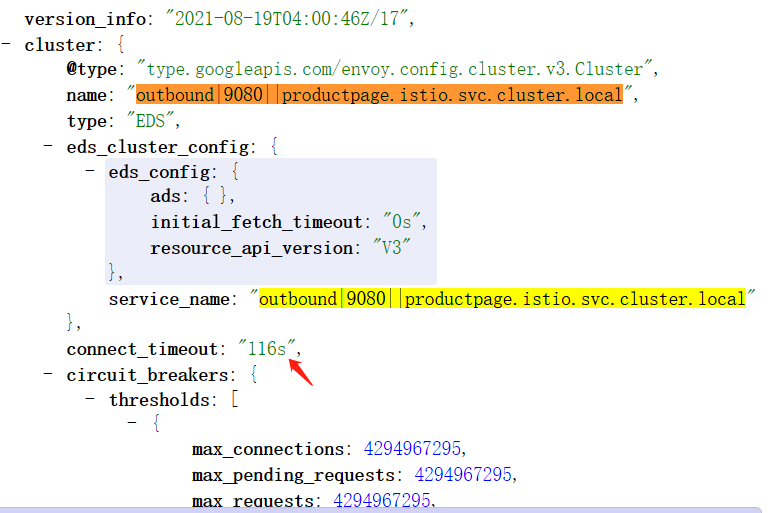 version_info: "2021-08-19T04:00:46Z/17",
- cluster: {
@type: "type.googleapis.com/envoy.config.cluster.v3.Cluster",
name: "outbound|9080||productpage.istio.svc.cluster.local",
type: "EDS",
- eds_cluster_config: {
- eds_config: {
ads: { },
initial_fetch_timeout: "0s",
resource_api_version: "V3"
},
service_name: "outbound|9080||productpage.istio.svc.cluster.local"
},
connect_timeout: "116s",
- circuit_breakers: {
- thresholds: [
- {
max_connections: 4294967295,
max_pending_requests: 4294967295,
max_requests: 4294967295,